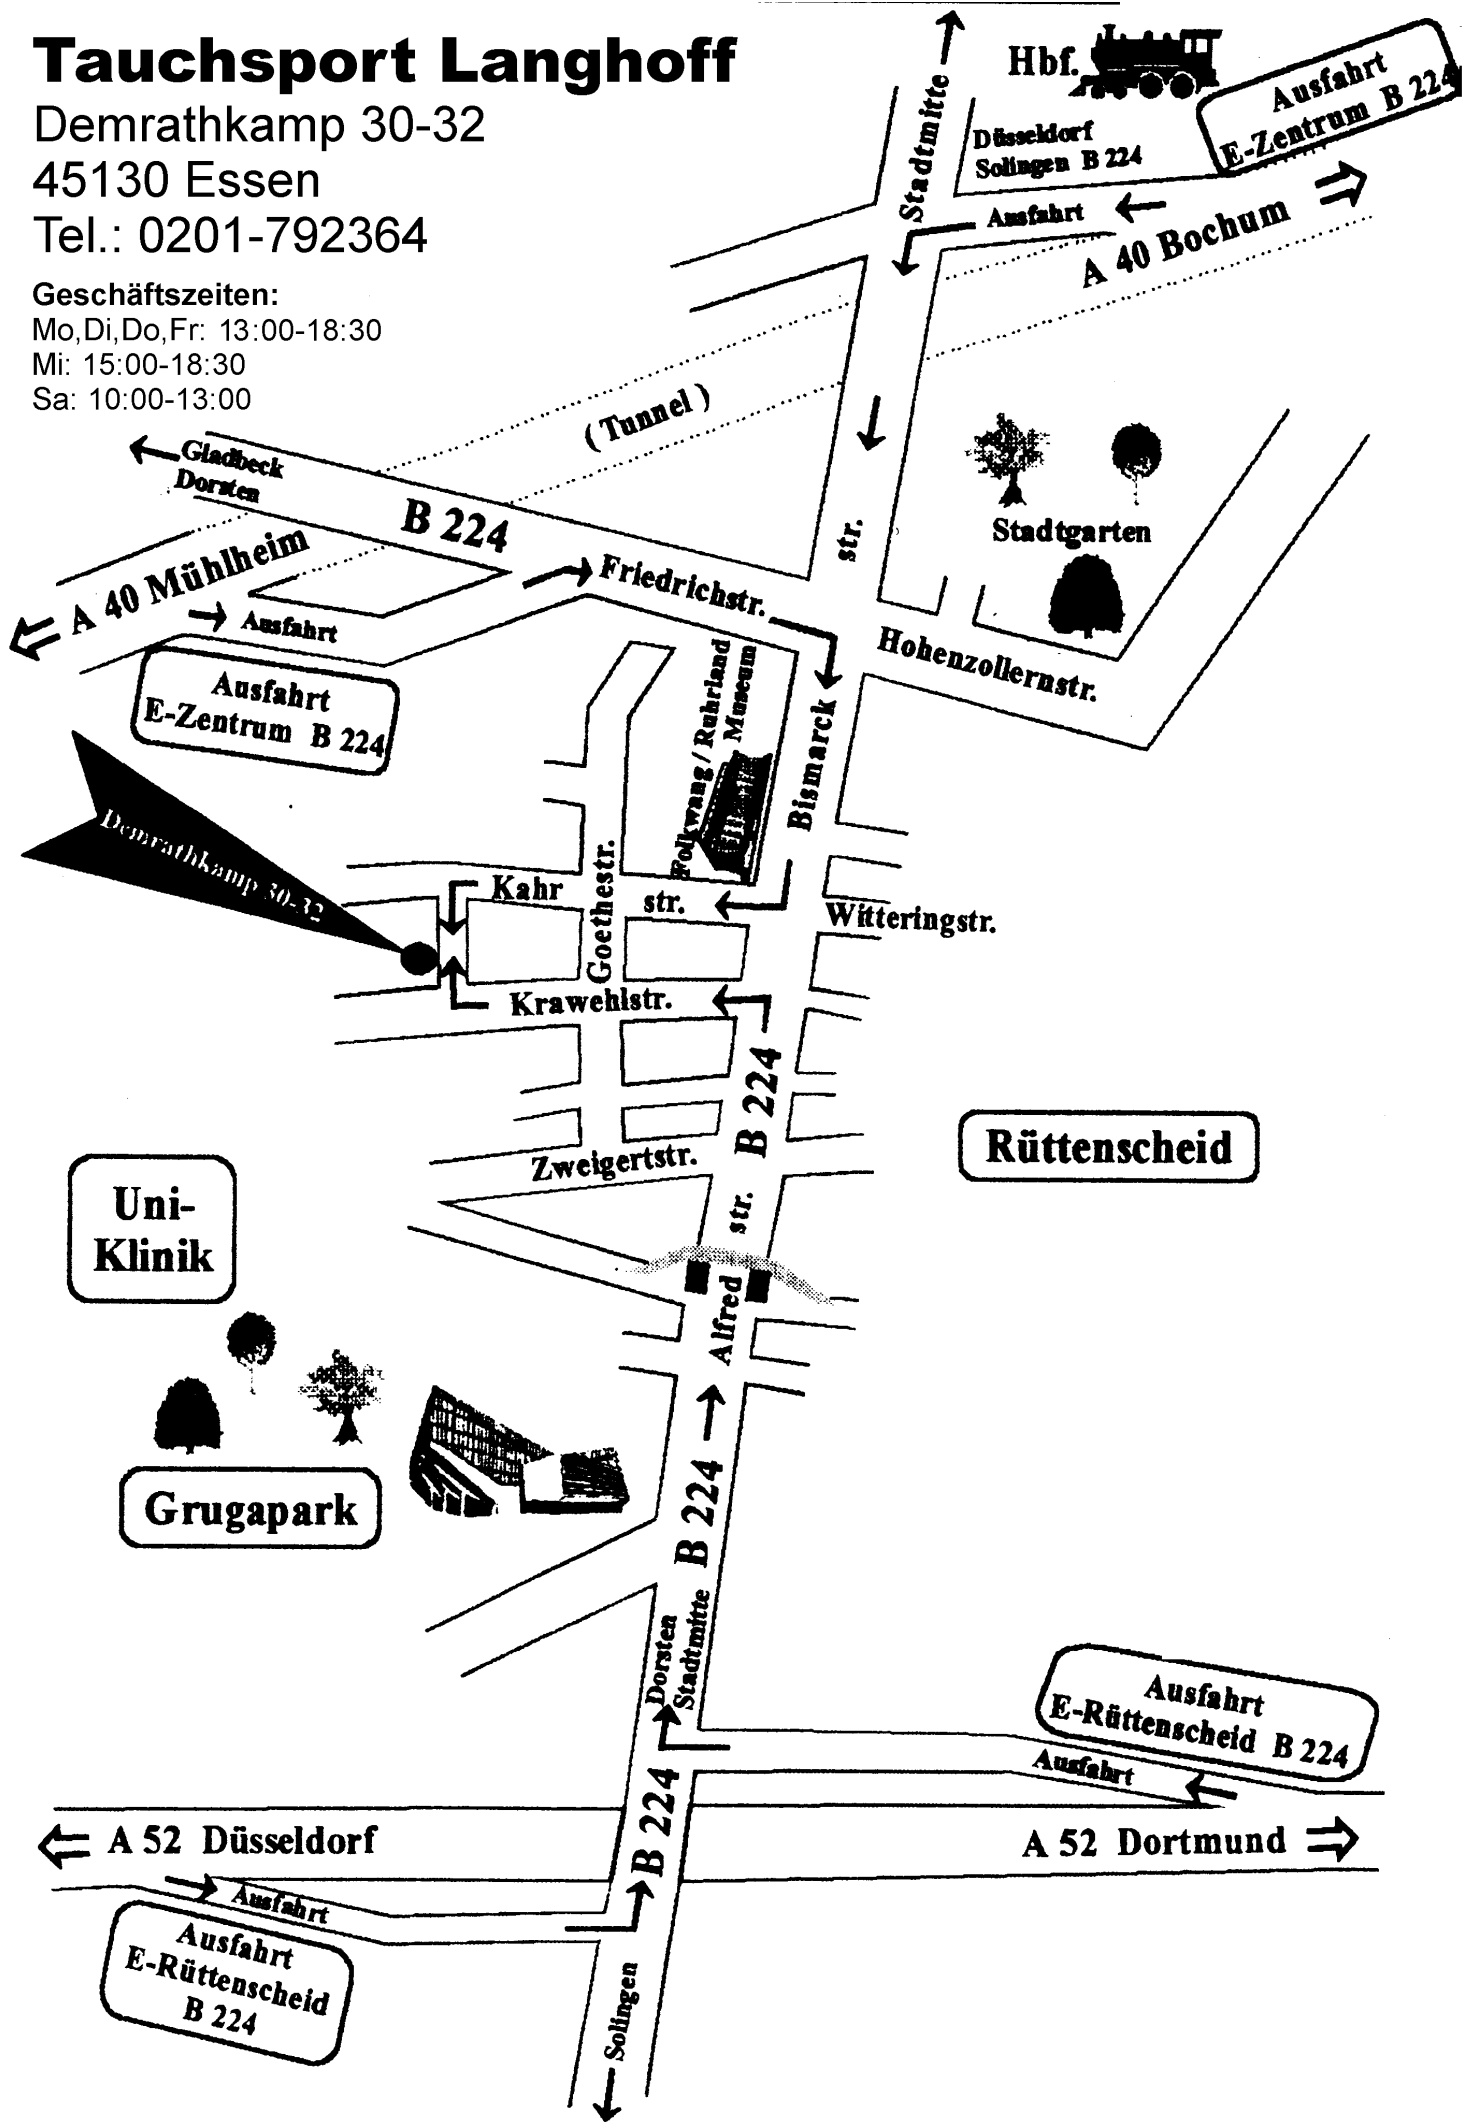 Tauchsport Langhoff
Demrathkamp 30-32
45130 Essen
Tel.: 0201-792364
Geschäftszeiten:
Mo,Di,Do,Fr: 13:00-18:30
Mi: 15:00-18:30
Sa: 10:00-13:00
Stadtmitte
Hbf.
Ausfahrt
E-Zentrum B 224
Düsseldorf
Solingen B 224
Ausfahrt
A 40 Bochum
( Tunnel )
Gladbeck
Dorsten
B 224
str.
Stadtgarten
A 40 Mühlheim
Ausfahrt
Friedrichstr.
Hohenzollernstr.
Ausfahrt
E-Zentrum B 224
Folkwang / Ruhrland
Museum
Bismarck
Demrathkamp 30-32
Kahr
str.
Goethestr.
Witteringstr.
Krawehlstr.
B 224
Rüttenscheid
Zweigertstr.
Uni-
Klinik
str.
Alfred
Grugapark
B 224
Dorsten
Stadtmitte
Ausfahrt
E-Rüttenscheid B 224
Ausfahrt
B 224
A 52 Düsseldorf
A 52 Dortmund
Ausfahrt
Ausfahrt
E-Rüttenscheid
B 224
Solingen